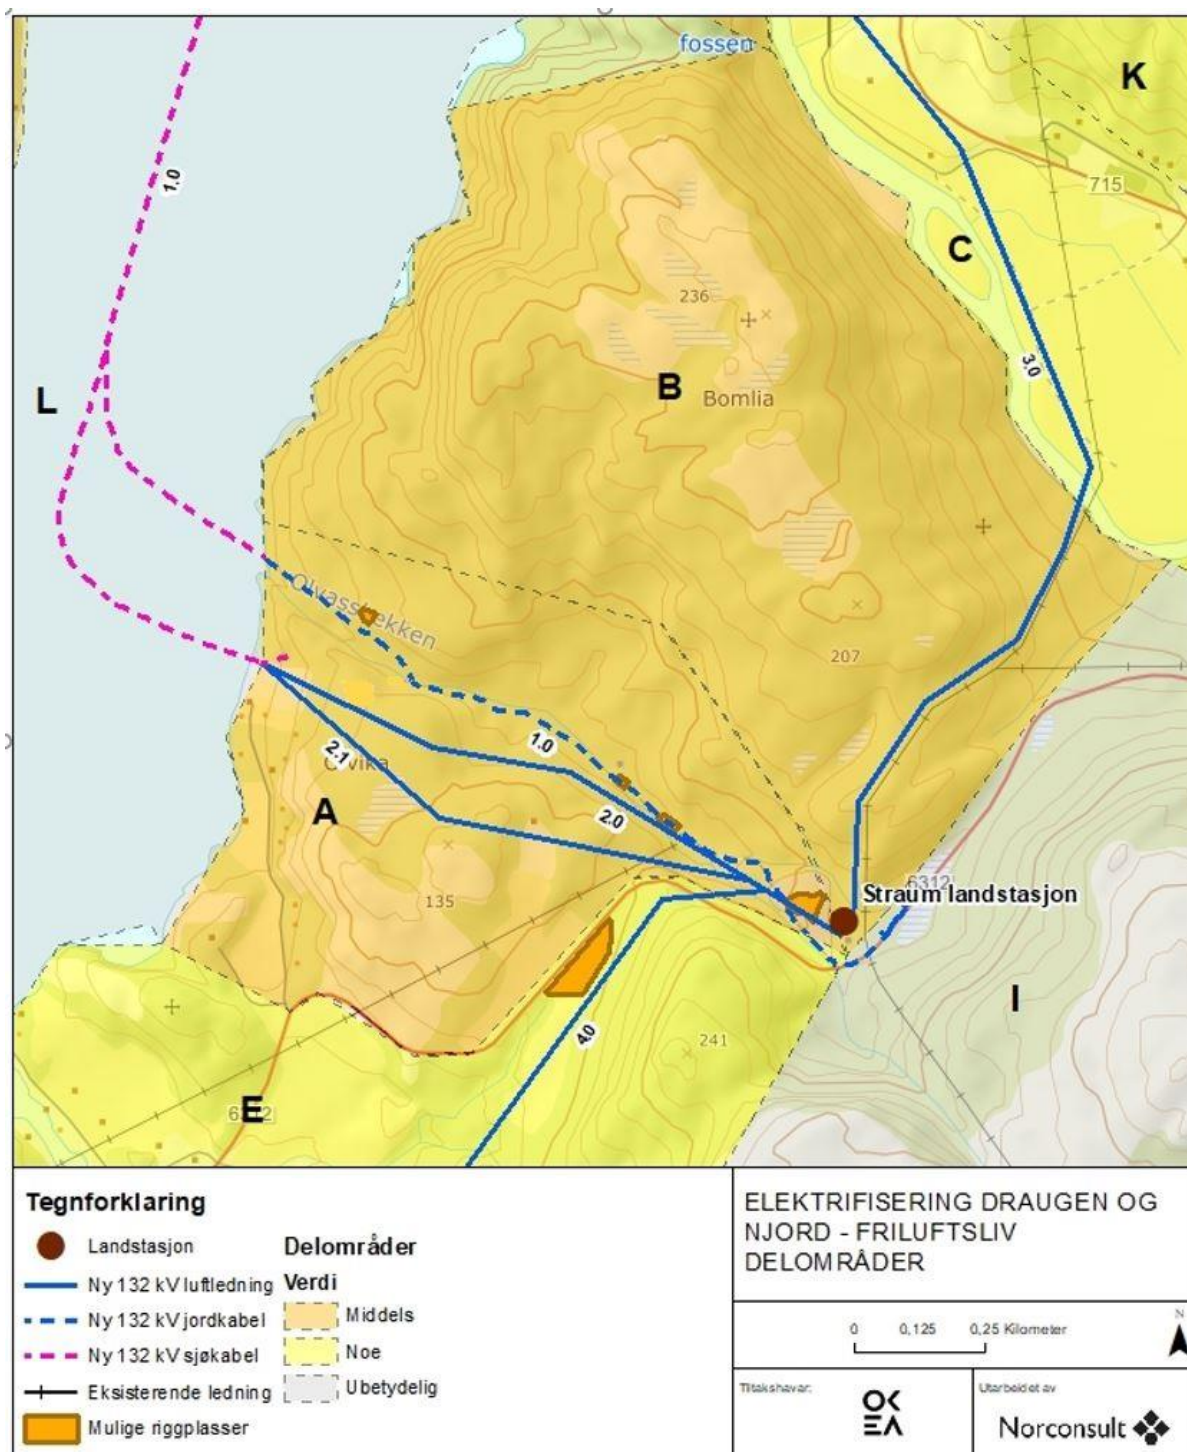 fossen
K
1.0
715
C
236
3.0
L
B
Bomlia
Olvasstrekken
207
1.0
2.1
2.0
A
135
6312
Straum landstasjon
I
4.0
241
E
Tegnforklaring
Landstasjon
Ny 132 kV luftledning
Ny 132 kV jordkabel
Ny 132 kV sjøkabel
Eksisterende ledning
Mulige riggplasser
Delområder
Verdi
Middels
Noe
Ubetydelig
ELEKTRIFISERING DRAUGEN OG
NJORD - FRILUFTSLIV
DELOMRÅDER
0 0,125 0,25 Kilometer
N
Tiltakshaver:
OKEA
Utarbeidet av
Norconsult